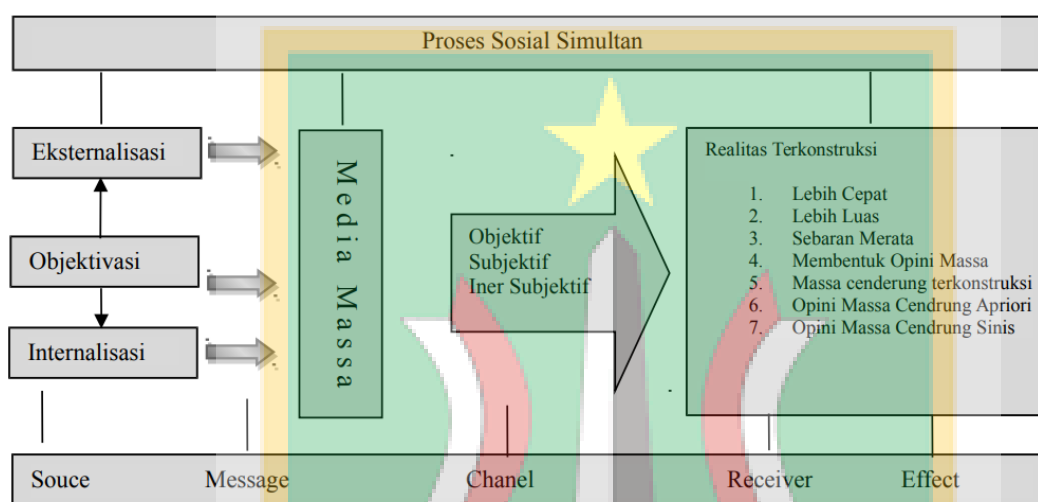 Proses Sosial Simultan
Eksternalisasi
Objektivasi
Internalisasi
Media Massa
Objektif
Subjektif
Iner Subjektif
Realitas Terkonstruksi
1. Lebih Cepat
2. Lebih Luas
3. Sebaran Merata
4. Membentuk Opini Massa
5. Massa cenderung terkonstruksi
6. Opini Massa Cendrung Apriori
7. Opini Massa Cendrung Sinis
Souce Message Chanel Receiver Effect